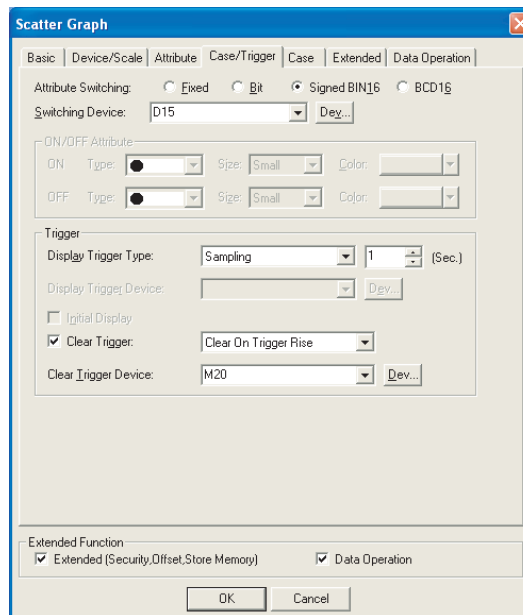 Scatter Graph
Basic Device/Scale Attribute Case/Trigger Case Extended Data Operation
Attribute Switching: Fixed Bit Signed BIN16 BCD16
Switching Device: D15 Dev...
ON/OFF Attribute
ON Type: Size: Small Color:
OFF Type: Size: Small Color:
Trigger
Display Trigger Type: Sampling 1 (Sec.)
Display Trigger Device: Dev...
Initial Display
Clear Trigger: Clear On Trigger Rise
Clear Trigger Device: M20 Dev...
Extended Function
Extended (Security,Offset,Store Memory) Data Operation
OK Cancel